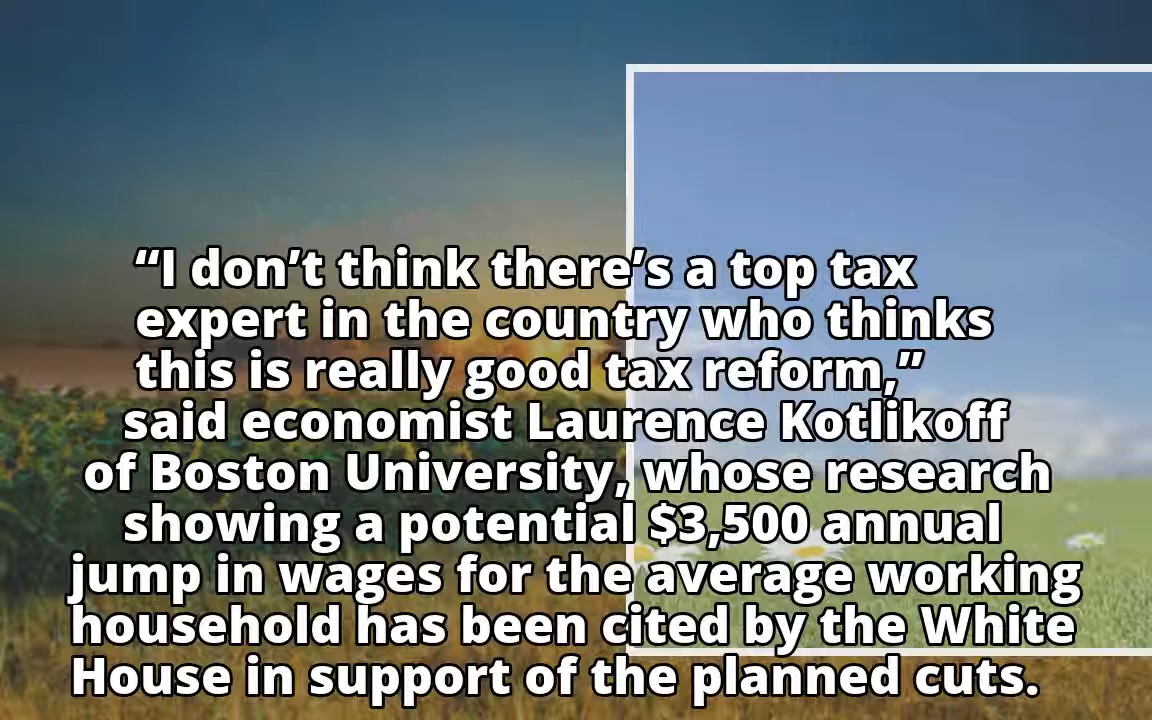 “I don’t think there’s a top tax
expert in the country who thinks
this is really good tax reform,”
said economist Laurence Kotlikoff
of Boston University, whose research
showing a potential $3,500 annual
jump in wages for the average working
household has been cited by the White
House in support of the planned cuts.